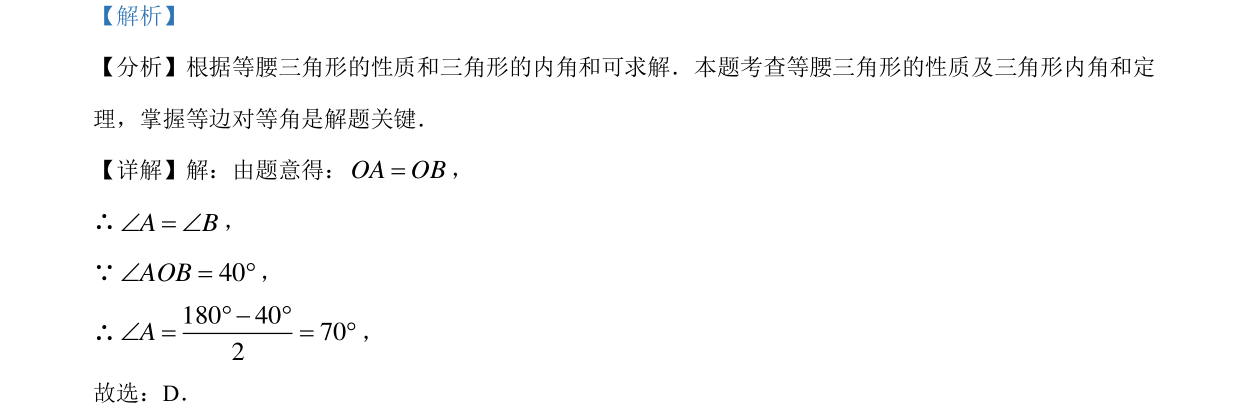 【解析】
【分析】根据等腰三角形的性质和三角形的内角和可求解．本题考查等腰三角形的性质及三角形内角和定
理，掌握等边对等角是解题关键．
【详解】解：由题意得：OA = OB，
∴ ∠A = ∠B，
∵ ∠AOB = 40°，
∴ ∠A = (180° − 40°)/2 = 70°，
故选：D．